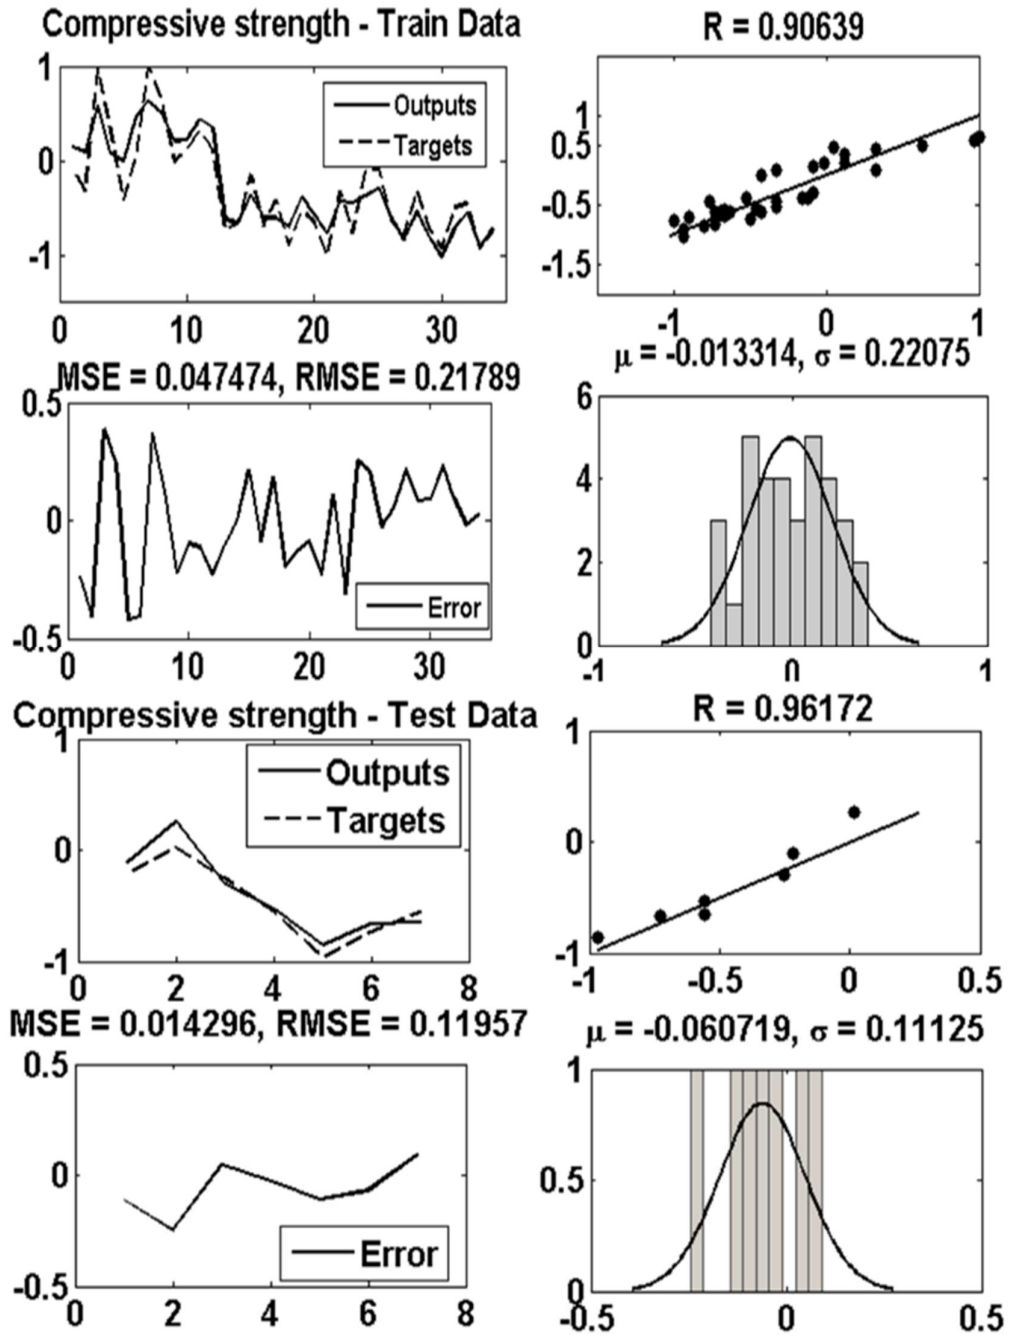 Compressive strength - Train Data
R = 0.90639
1
0
-1
Outputs
Targets
0 10 20 30
1
0.5
-0.5
-1.5
-1 0 1
MSE = 0.047474, RMSE = 0.21789
μ = -0.013314, σ = 0.22075
0.5
0
-0.5
Error
0 10 20 30
6
4
2
0
-1 0 1
Compressive strength - Test Data
R = 0.96172
1
0
-1
Outputs
Targets
0 2 4 6 8
1
0
-1
-1 -0.5 0 0.5
MSE = 0.014296, RMSE = 0.11957
μ = -0.060719, σ = 0.11125
0.5
0
-0.5
Error
0 2 4 6 8
1
0.5
0
-0.5 0 0.5